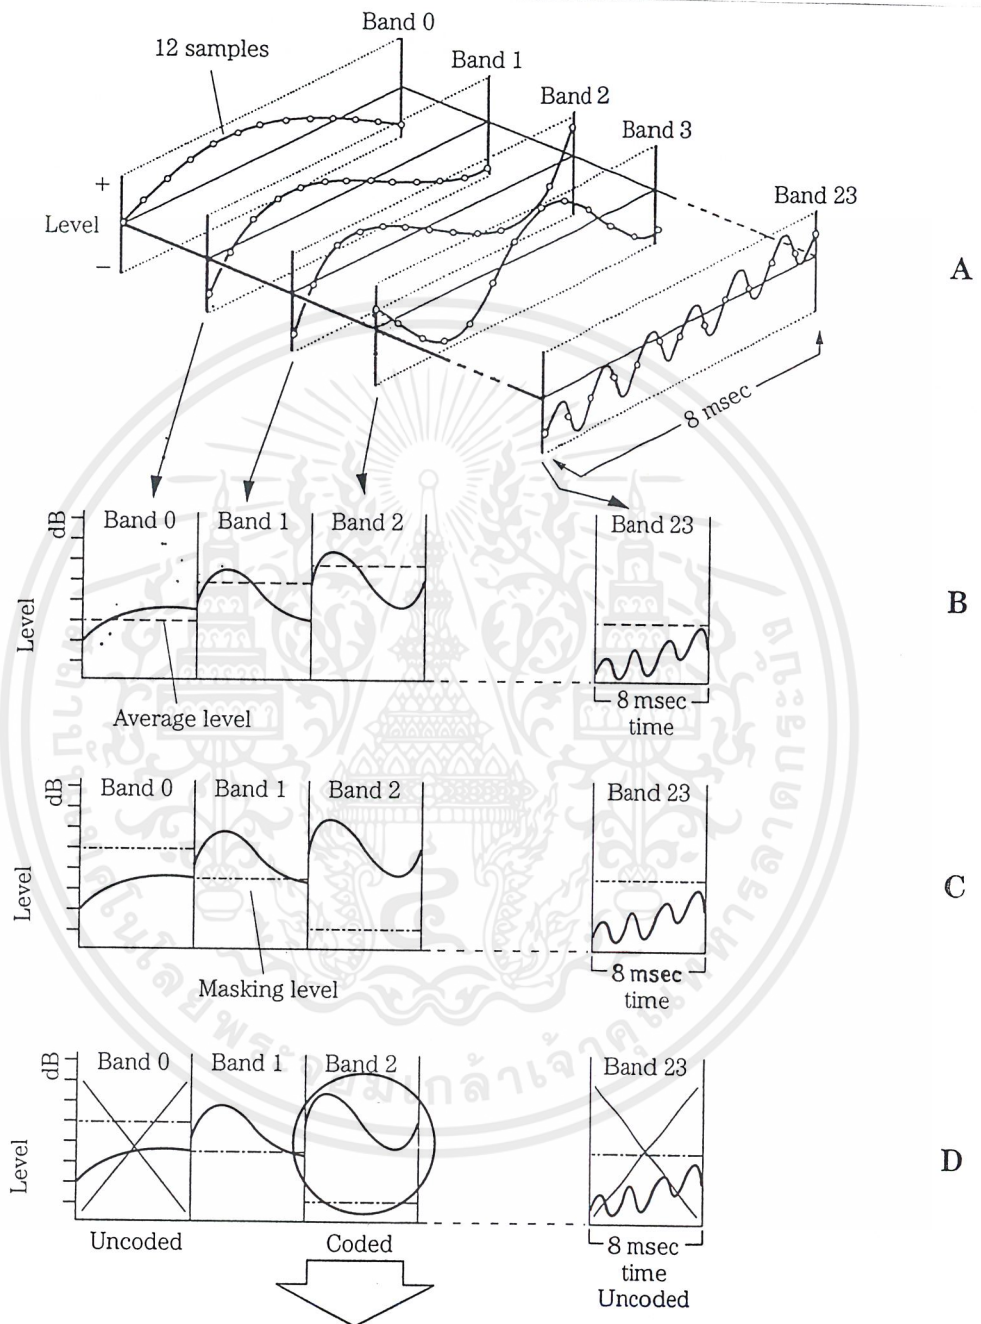 Band 0
12 samples
Band 1
Band 2
Band 3
Band 23
+
Level
−
A
8 msec
dB
Level
Band 0
Band 1
Band 2
Band 23
B
Average level
8 msec
time
dB
Level
Band 0
Band 1
Band 2
Band 23
C
Masking level
8 msec
time
dB
Level
Band 0
Band 1
Band 2
Band 23
D
Uncoded
Coded
8 msec
time
Uncoded